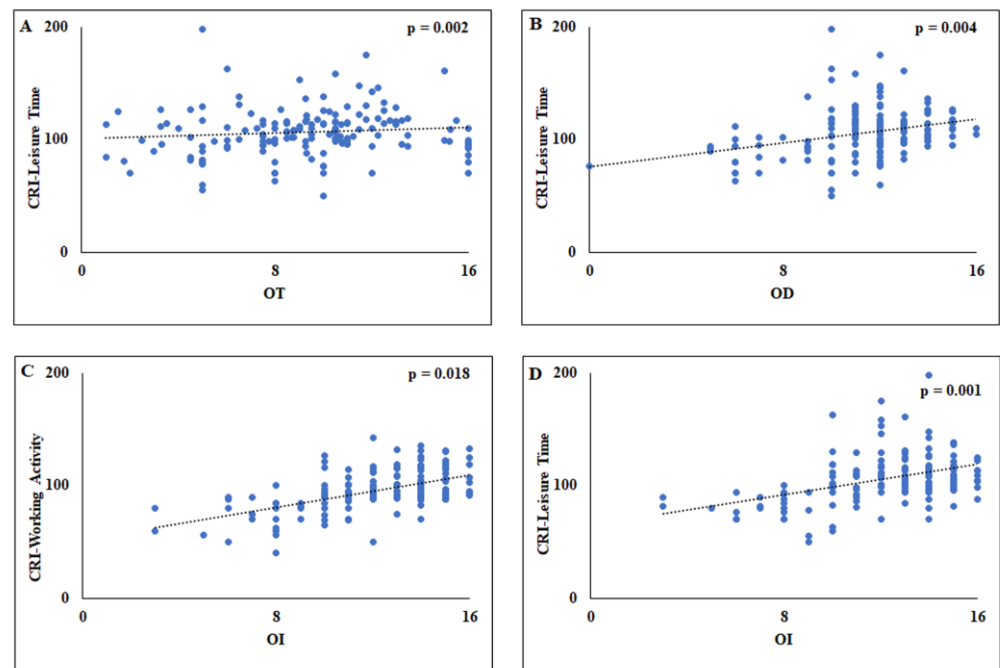 A
p = 0.002
200
100
0
0
8
16
CRI-Leisure Time
OT
B
p = 0.004
200
100
0
0
8
16
CRI-Leisure Time
OD
C
p = 0.018
200
100
0
0
8
16
CRI-Working Activity
OI
D
p = 0.001
200
100
0
0
8
16
CRI-Leisure Time
OI